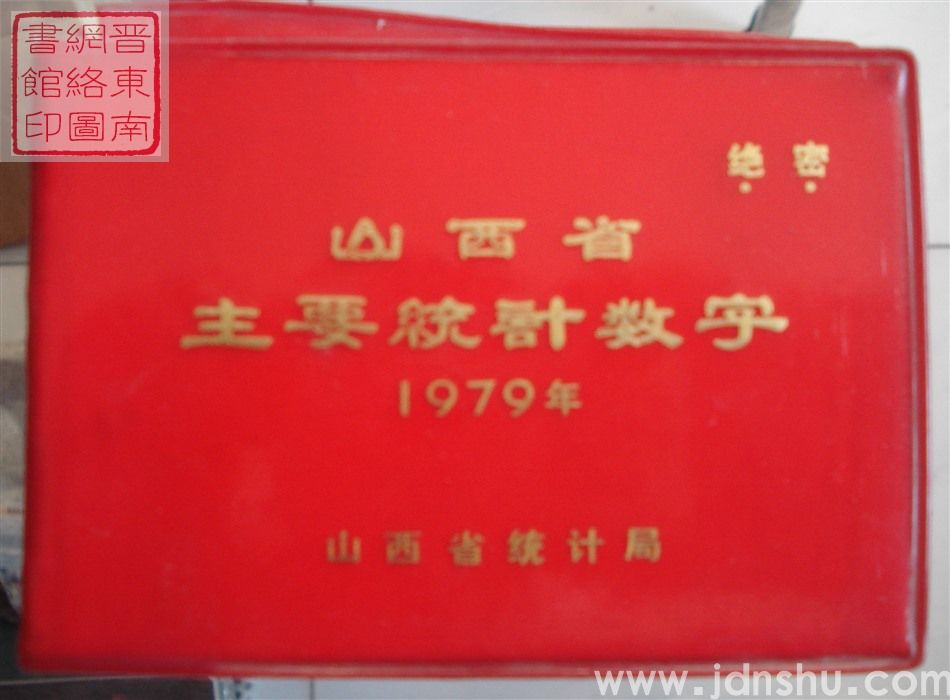 晋東南
網絡圖
書館印
绝密
山西省
主要統計数字
1979年
山西省统计局
www.jdnshu.com